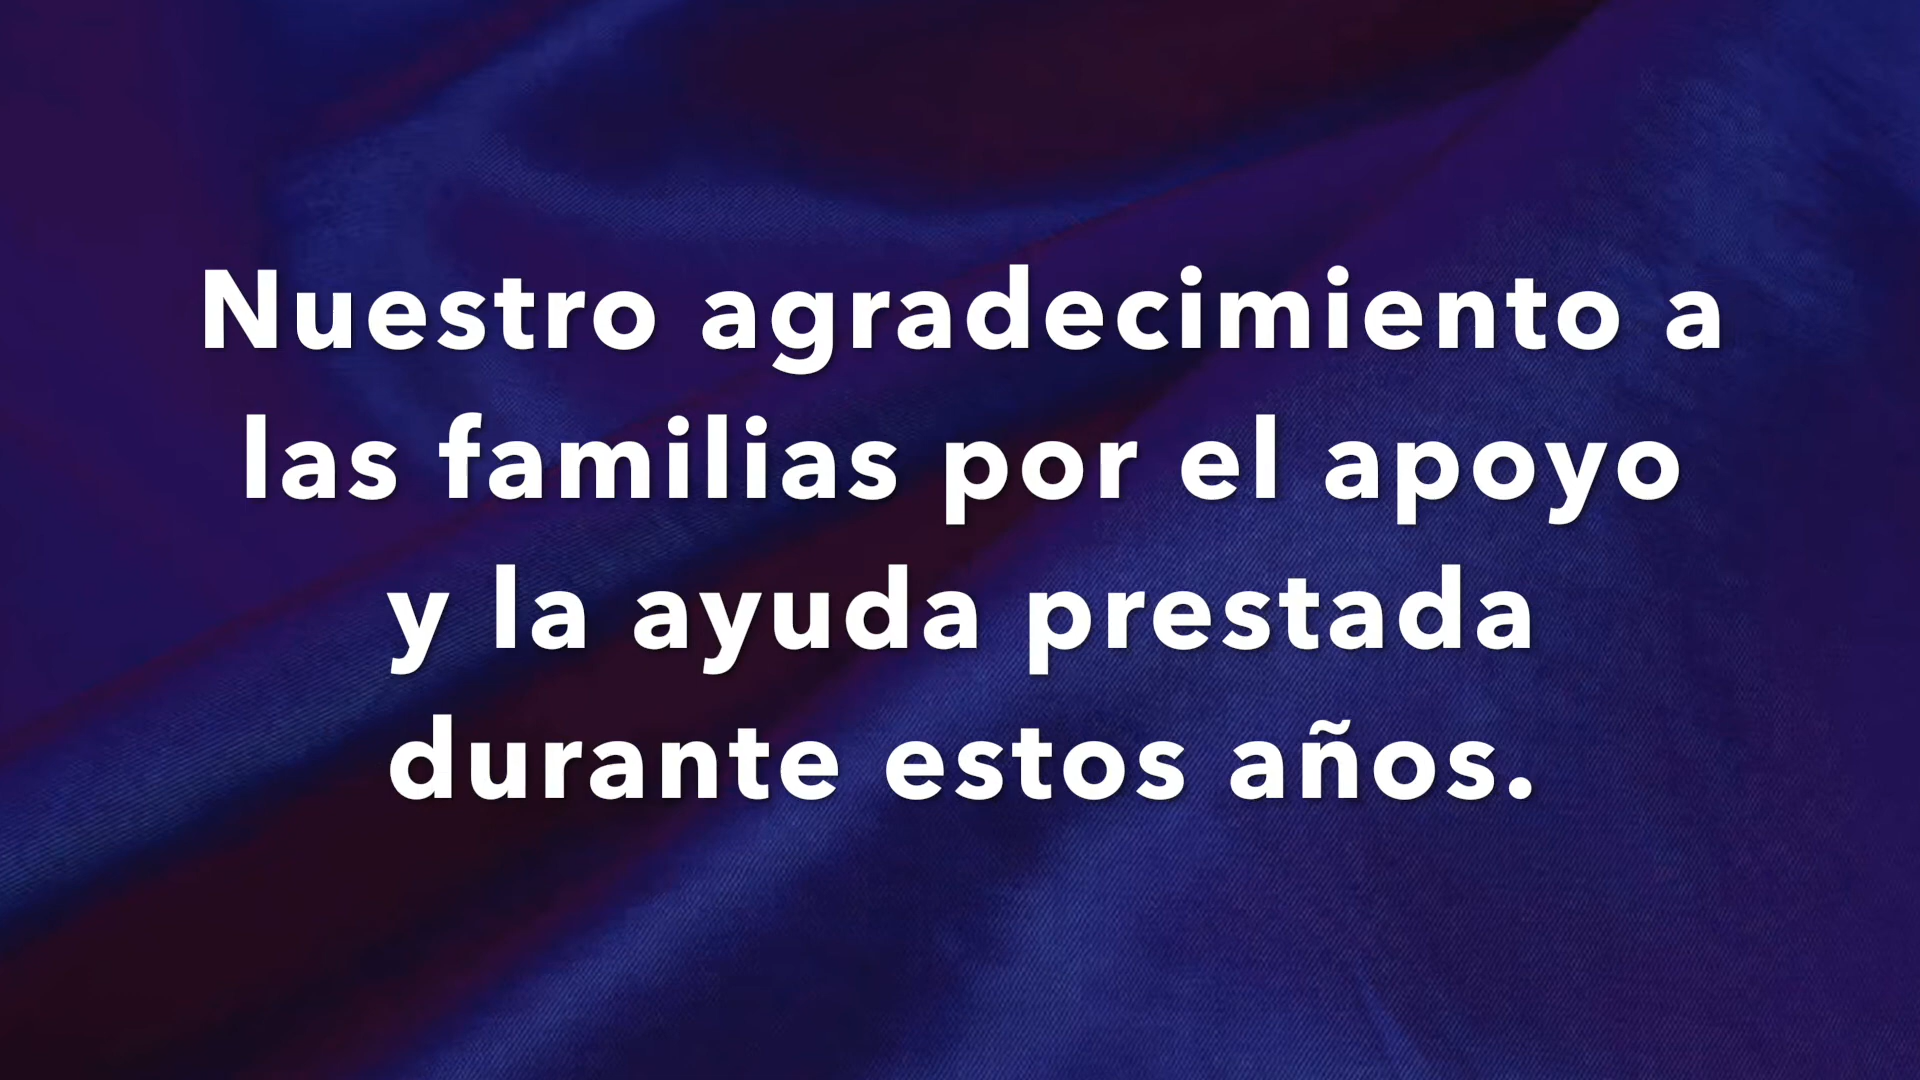 Nuestro agradecimiento a
las familias por el apoyo
y la ayuda prestada
durante estos años.